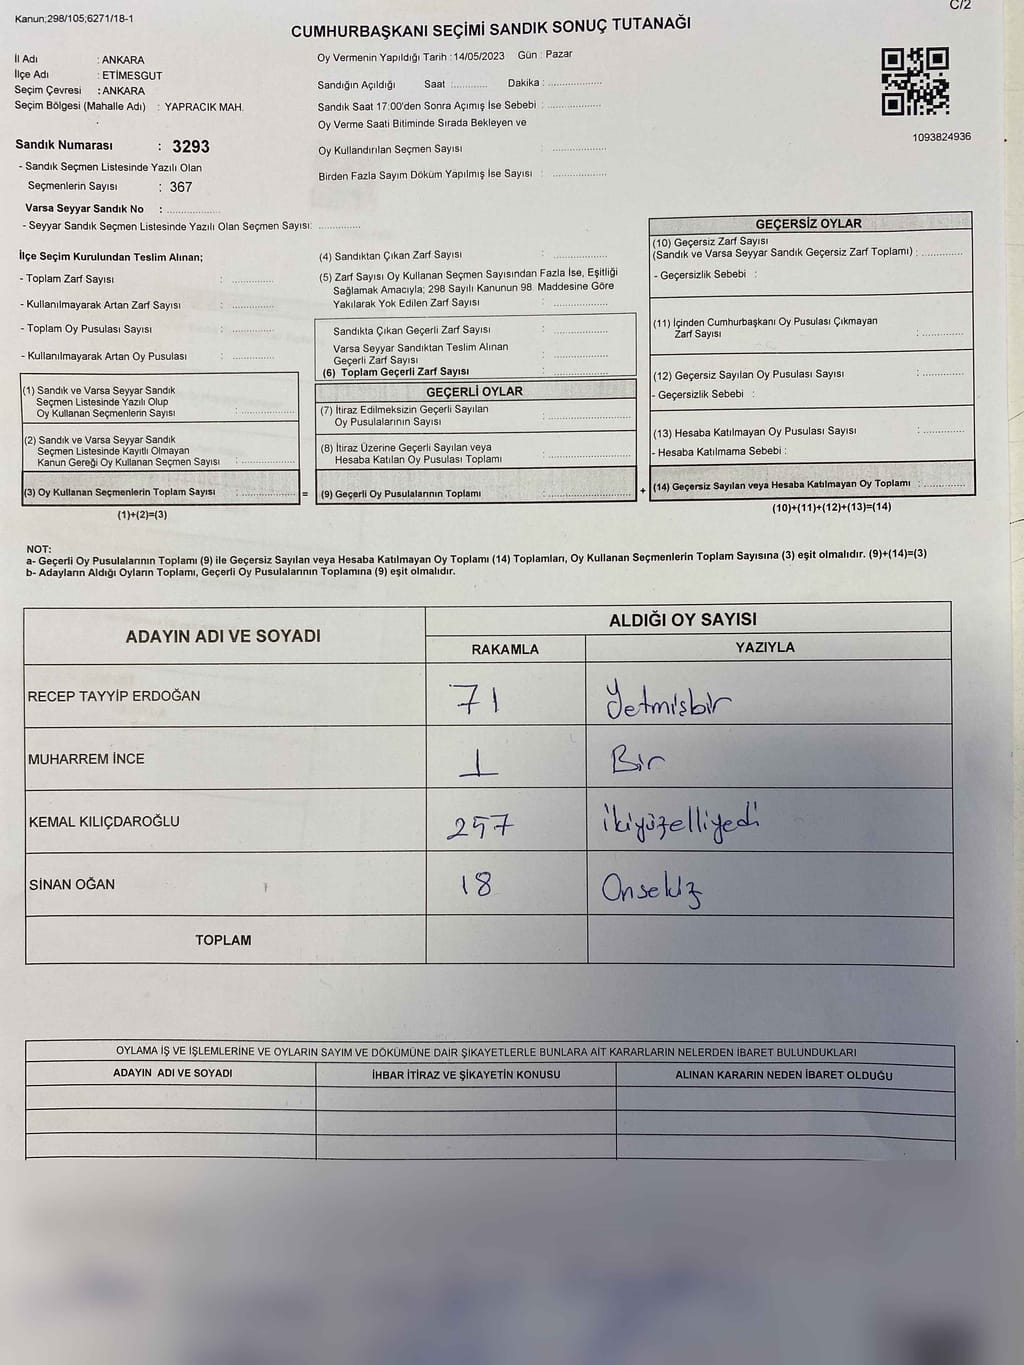 Kanun;298/105;6271/18-1
C/2
CUMHURBAŞKANI SEÇİMİ SANDIK SONUÇ TUTANAĞI
İl Adı : ANKARA
İlçe Adı : ETİMESGUT
Seçim Çevresi : ANKARA
Seçim Bölgesi (Mahalle Adı) : YAPRACIK MAH.
Sandık Numarası : 3293
- Sandık Seçmen Listesinde Yazılı Olan
Seçmenlerin Sayısı : 367
Varsa Seyyar Sandık No : ..................
- Seyyar Sandık Seçmen Listesinde Yazılı Olan Seçmen Sayısı: ..............
Oy Vermenin Yapıldığı Tarih : 14/05/2023 Gün : Pazar
Sandığın Açıldığı Saat : ............ Dakika : ..................
Sandık Saat 17:00'den Sonra Açımış İse Sebebi : ..................
Oy Verme Saati Bitiminde Sırada Bekleyen ve
Oy Kullandırılan Seçmen Sayısı : ..................
Birden Fazla Sayım Döküm Yapılmış İse Sayısı : ..................
1093824936
İlçe Seçim Kurulundan Teslim Alınan;
- Toplam Zarf Sayısı : ..............
- Kullanılmayarak Artan Zarf Sayısı : ..............
- Toplam Oy Pusulası Sayısı : ..............
- Kullanılmayarak Artan Oy Pusulası : ..............
(1) Sandık ve Varsa Seyyar Sandık
Seçmen Listesinde Yazılı Olup
Oy Kullanan Seçmenlerin Sayısı : ..................
(2) Sandık ve Varsa Seyyar Sandık
Seçmen Listesinde Kayıtlı Olmayan
Kanun Gereği Oy Kullanan Seçmen Sayısı : ..................
(3) Oy Kullanan Seçmenlerin Toplam Sayısı : .................. =
(1)+(2)=(3)
(4) Sandıktan Çıkan Zarf Sayısı : ..................
(5) Zarf Sayısı Oy Kullanan Seçmen Sayısından Fazla İse, Eşitliği
Sağlamak Amacıyla; 298 Sayılı Kanunun 98. Maddesine Göre
Yakılarak Yok Edilen Zarf Sayısı : ..................
Sandıkta Çıkan Geçerli Zarf Sayısı : ..................
Varsa Seyyar Sandıktan Teslim Alınan
Geçerli Zarf Sayısı : ..................
(6) Toplam Geçerli Zarf Sayısı : ..................
GEÇERLİ OYLAR
(7) İtiraz Edilmeksizin Geçerli Sayılan
Oy Pusulalarının Sayısı : ..................
(8) İtiraz Üzerine Geçerli Sayılan veya
Hesaba Katılan Oy Pusulası Toplamı : ..................
(9) Geçerli Oy Pusulalarının Toplamı : .................. +
GEÇERSİZ OYLAR
(10) Geçersiz Zarf Sayısı
(Sandık ve Varsa Seyyar Sandık Geçersiz Zarf Toplamı) : ..............
- Geçersizlik Sebebi :
(11) İçinden Cumhurbaşkanı Oy Pusulası Çıkmayan
Zarf Sayısı : ..............
(12) Geçersiz Sayılan Oy Pusulası Sayısı : ..............
- Geçersizlik Sebebi :
(13) Hesaba Katılmayan Oy Pusulası Sayısı : ..............
- Hesaba Katılmama Sebebi :
(14) Geçersiz Sayılan veya Hesaba Katılmayan Oy Toplamı : ..............
(10)+(11)+(12)+(13)=(14)
NOT:
a- Geçerli Oy Pusulalarının Toplamı (9) ile Geçersiz Sayılan veya Hesaba Katılmayan Oy Toplamı (14) Toplamları, Oy Kullanan Seçmenlerin Toplam Sayısına (3) eşit olmalıdır. (9)+(14)=(3)
b- Adayların Aldığı Oyların Toplamı, Geçerli Oy Pusulalarının Toplamına (9) eşit olmalıdır.
ADAYIN ADI VE SOYADI ALDIĞI OY SAYISI
RAKAMLA YAZIYLA
RECEP TAYYİP ERDOĞAN 71 Yetmişbir
MUHARREM İNCE 1 Bir
KEMAL KILIÇDAROĞLU 257 ikiyüzelliyedi
SİNAN OĞAN 18 Onsekiz
TOPLAM
OYLAMA İŞ VE İŞLEMLERİNE VE OYLARIN SAYIM VE DÖKÜMÜNE DAİR ŞİKAYETLERLE BUNLARA AİT KARARLARIN NELERDEN İBARET BULUNDUKLARI
ADAYIN ADI VE SOYADI İHBAR İTİRAZ VE ŞİKAYETİN KONUSU ALINAN KARARIN NEDEN İBARET OLDUĞU